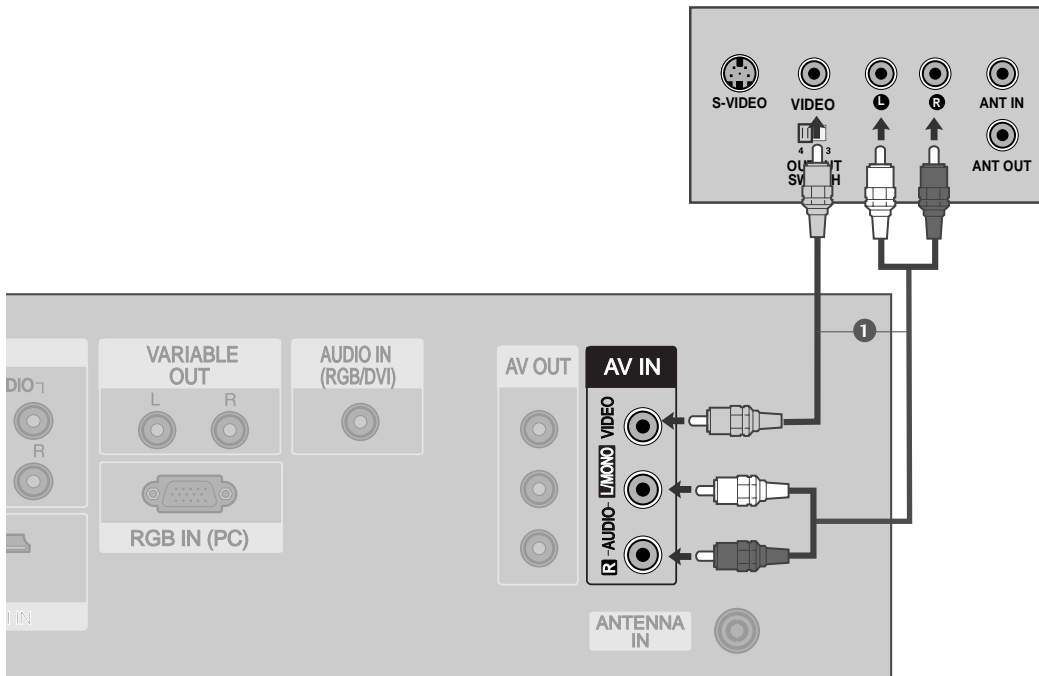 S-VIDEO
VIDEO
L
R
ANT IN
4
3
ANT OUT
1
R
VARIABLE
OUT
L
R
AUDIO IN
(RGB/DVI)
RGB IN (PC)
AV OUT
AV IN
VIDEO
L/MONO
AUDIO
R
ANTENNA
IN
IN